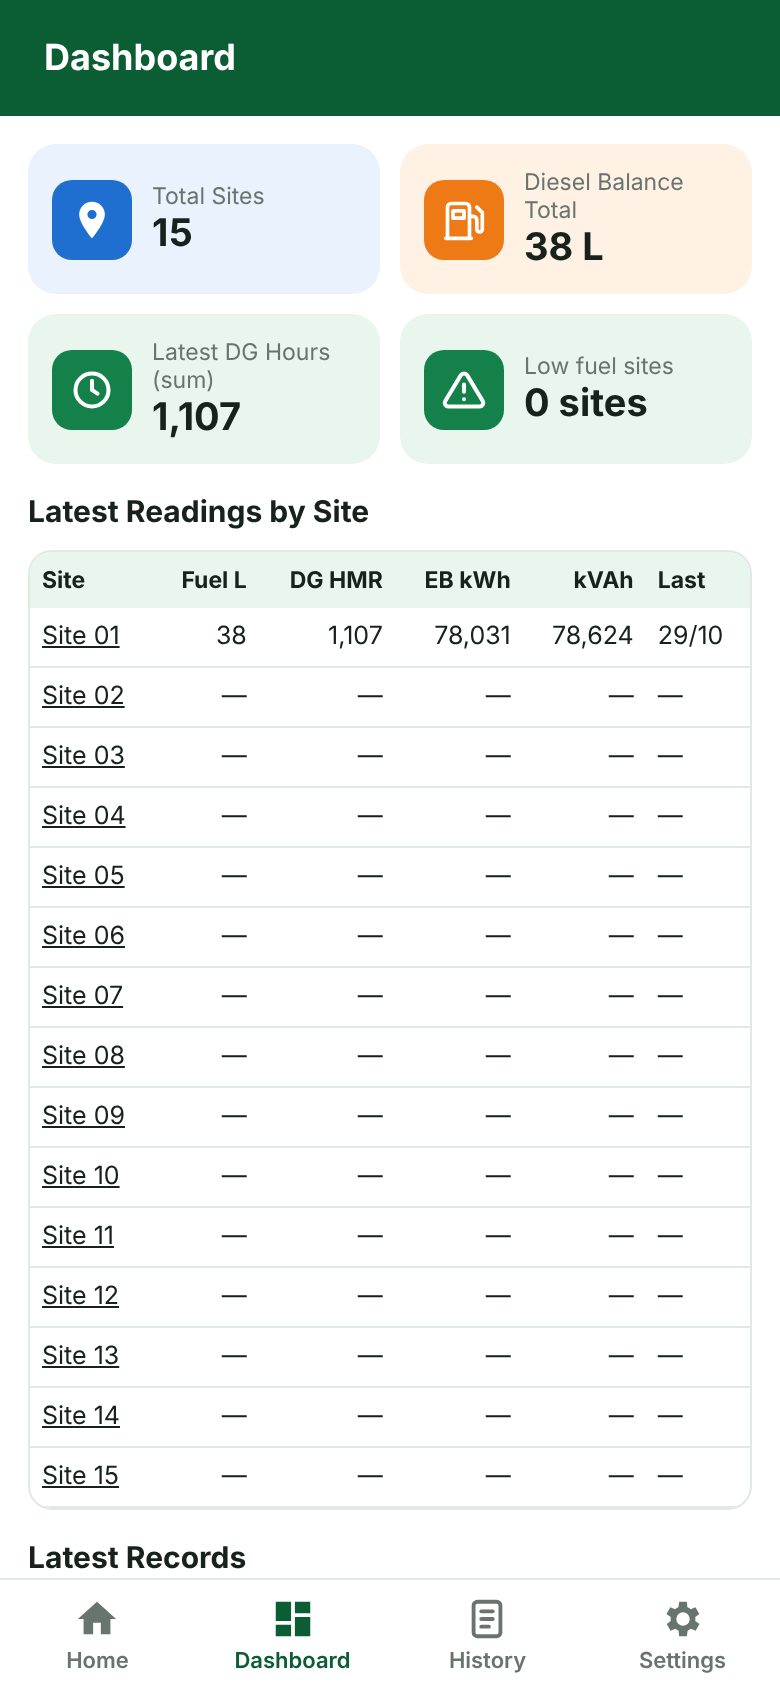 Dashboard
Total Sites
15
Diesel Balance
Total
38 L
Latest DG Hours
(sum)
1,107
Low fuel sites
0 sites
Latest Readings by Site
Site Fuel L DG HMR EB kWh kVAh Last
Site 01 38 1,107 78,031 78,624 29/10
Site 02 — — — — —
Site 03 — — — — —
Site 04 — — — — —
Site 05 — — — — —
Site 06 — — — — —
Site 07 — — — — —
Site 08 — — — — —
Site 09 — — — — —
Site 10 — — — — —
Site 11 — — — — —
Site 12 — — — — —
Site 13 — — — — —
Site 14 — — — — —
Site 15 — — — — —
Latest Records
Home Dashboard History Settings